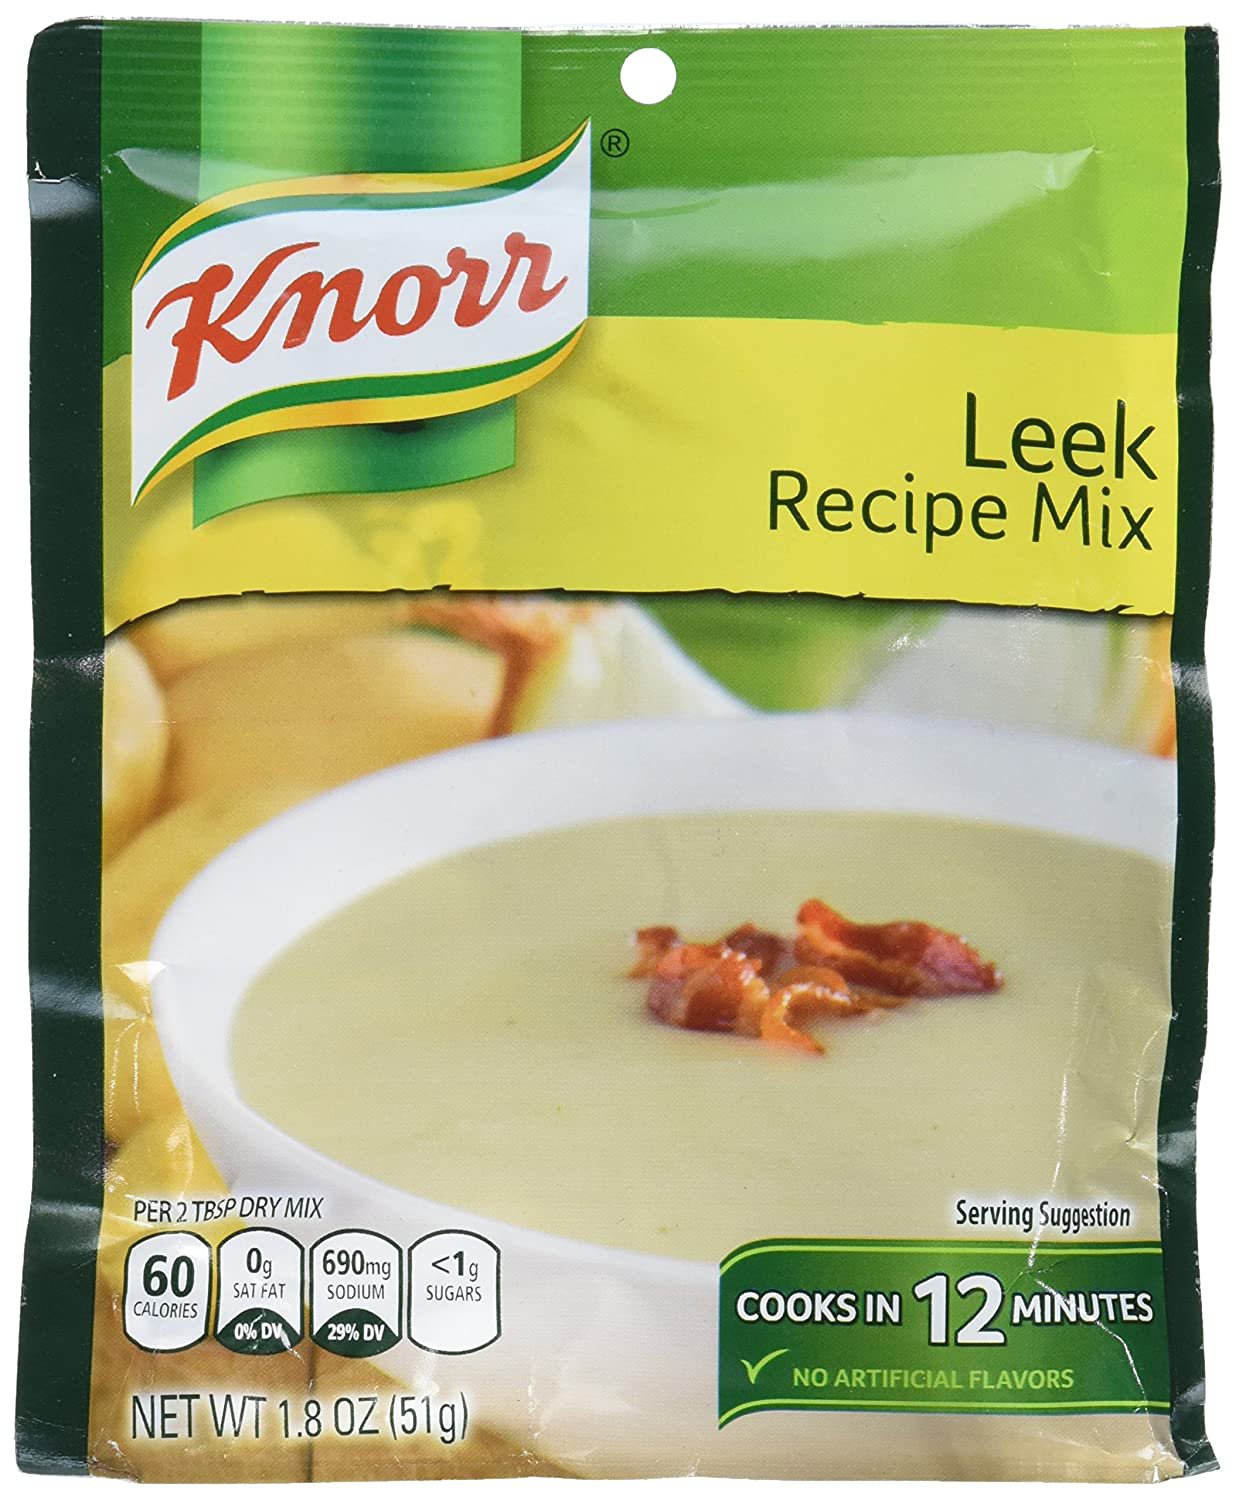 Knorr®
Leek
Recipe Mix
PER 2 TBSP DRY MIX
Serving Suggestion
60
CALORIES
0g
SAT FAT
0% DV
690mg
SODIUM
29% DV
<1g
SUGARS
COOKS IN 12 MINUTES
✓ NO ARTIFICIAL FLAVORS
NET WT 1.8 OZ (51g)